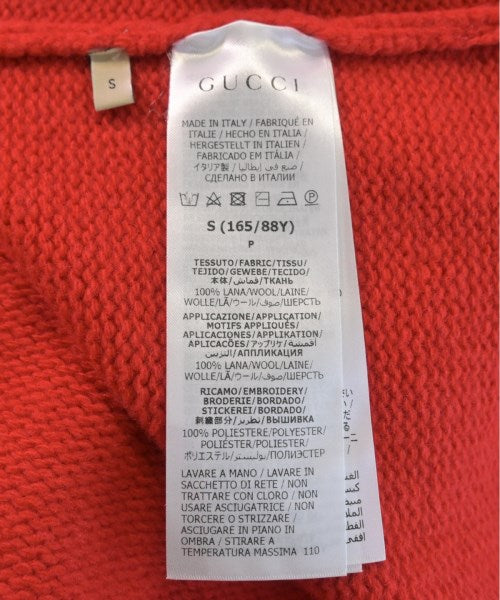 S
GUCCI
MADE IN ITALY / FABRIQUÉ EN
ITALIE / HECHO EN ITALIA/
HERGESTELLT IN ITALIEN/
FABRICADO EM ITÁLIA/
イタリア製 / صنع في إيطاليا /
СДЕЛАНО В ИТАЛИИ
S (165/88Y)
P
TESSUTO/FABRIC/TISSU/
TEJIDO/GEWEBE/TECIDO/
本体/قماش/ТКАНЬ
100% LANA/WOOL/LAINE/
WOLLE/LÃ/ウール/صوف/ШЕРСТЬ
APPLICAZIONE/APPLICATION/
MOTIFS APPLIQUÉS/
APLICACIONES/APPLIKATION/
APLICACÕES/アップリケ/أقمشة
التزيين/АППЛИКАЦИЯ
100% LANA/WOOL/LAINE/
WOLLE/LÃ/ウール/صوف/ШЕРСТЬ
RICAMO/EMBROIDERY/
BRODERIE/BORDADO/
STICKEREI/BORDADO/
刺繍部分/تطريز/ВЫШИВКА
100% POLIESTERE/POLYESTER/
POLIÉSTER/POLIESTER/
ポリエステル/بوليستر/ПОЛИЭСТЕР
LAVARE A MANO / LAVARE IN
SACCHETTO DI RETE / NON
TRATTARE CON CLORO / NON
USARE ASCIUGATRICE / NON
TORCERE O STRIZZARE /
ASCIUGARE IN PIANO IN
OMBRA / STIRARE A
TEMPERATURA MASSIMA 110